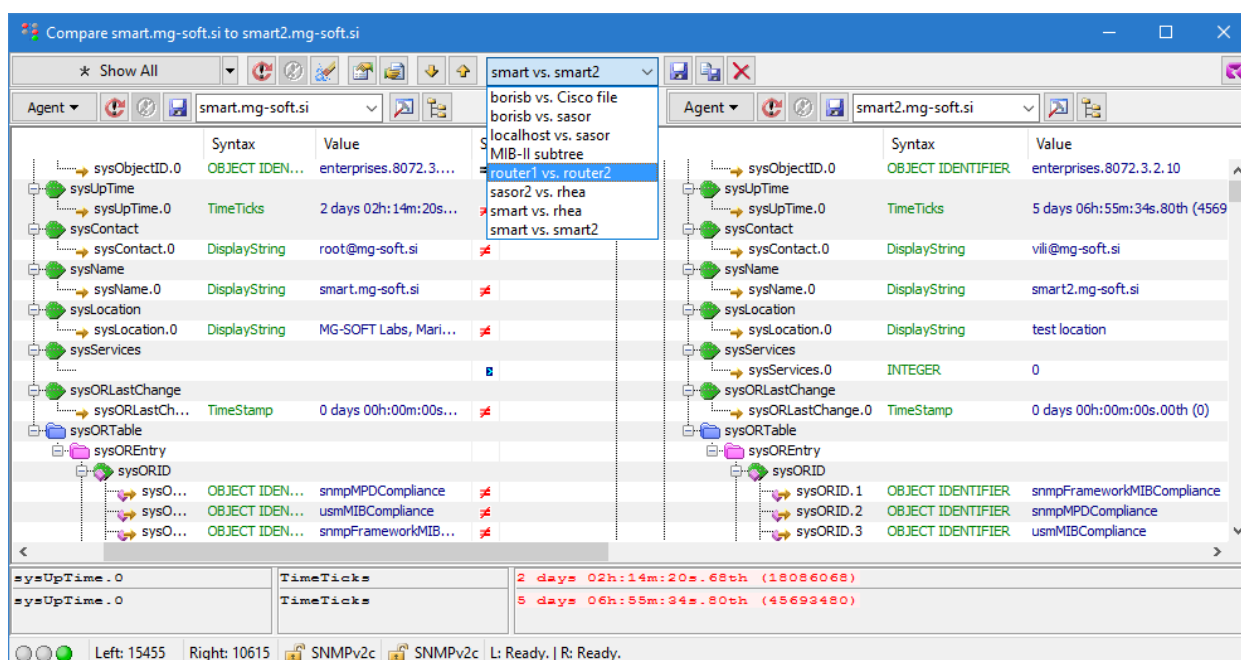 Compare smart.mg-soft.si to smart2.mg-soft.si
* Show All smart vs. smart2
Agent smart.mg-soft.si Agent smart2.mg-soft.si
borisb vs. Cisco file
borisb vs. sasor
localhost vs. sasor
MIB-II subtree
router1 vs. router2
sasor2 vs. rhea
smart vs. rhea
smart vs. smart2
Syntax Value S Syntax Value
sysObjectID.0 OBJECT IDEN... enterprises.8072.3.... = sysObjectID.0 OBJECT IDENTIFIER enterprises.8072.3.2.10
sysUpTime sysUpTime
sysUpTime.0 TimeTicks 2 days 02h:14m:20s... ≠ sysUpTime.0 TimeTicks 5 days 06h:55m:34s.80th (4569
sysContact sysContact
sysContact.0 DisplayString root@mg-soft.si ≠ sysContact.0 DisplayString vili@mg-soft.si
sysName sysName
sysName.0 DisplayString smart.mg-soft.si ≠ sysName.0 DisplayString smart2.mg-soft.si
sysLocation sysLocation
sysLocation.0 DisplayString MG-SOFT Labs, Mari... ≠ sysLocation.0 DisplayString test location
sysServices sysServices
sysServices.0 INTEGER 0
sysORLastChange sysORLastChange
sysORLastCh... TimeStamp 0 days 00h:00m:00s... ≠ sysORLastChange.0 TimeStamp 0 days 00h:00m:00s.00th (0)
sysORTable sysORTable
sysOREntry sysOREntry
sysORID sysORID
sysO... OBJECT IDEN... snmpMPDCompliance ≠ sysORID.1 OBJECT IDENTIFIER snmpFrameworkMIBCompliance
sysO... OBJECT IDEN... usmMIBCompliance ≠ sysORID.2 OBJECT IDENTIFIER snmpMPDCompliance
sysO... OBJECT IDEN... snmpFrameworkMIB... ≠ sysORID.3 OBJECT IDENTIFIER usmMIBCompliance
sysUpTime.0 TimeTicks 2 days 02h:14m:20s.68th (18086068)
sysUpTime.0 TimeTicks 5 days 06h:55m:34s.80th (45693480)
Left: 15455 Right: 10615 SNMPv2c SNMPv2c L: Ready. | R: Ready.